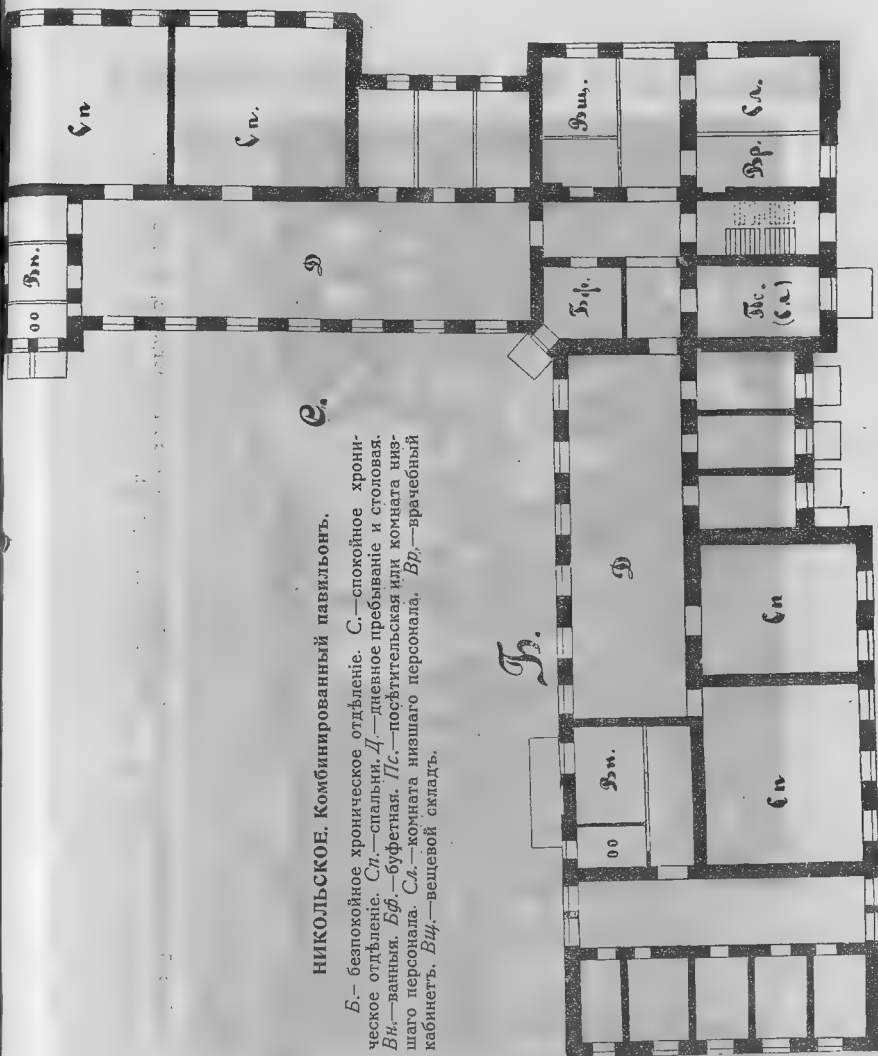 НИКОЛЬСКОЕ. Комбинированный павильонъ.
Б.— безпокойное хроническое отдѣленіе. С.—спокойное хрони-
ческое отдѣленіе. Сп.—спальни. Д.—дневное пребываніе и столовая.
Вн.—ванныя. Бф.—буфетная. Пс.—посѣтительская или комната низ-
шаго персонала. Сл.—комната низшаго персонала. Вр.—врачебный
кабинетъ. Вщ.—вещевой складъ.
Сп
Сп.
Вн.
оо
Д
С.
Вщ.
Сл.
Вр.
Бф.
Пс.
(Сл)
Д
Б.
Сп
Сп
Вн.
оо